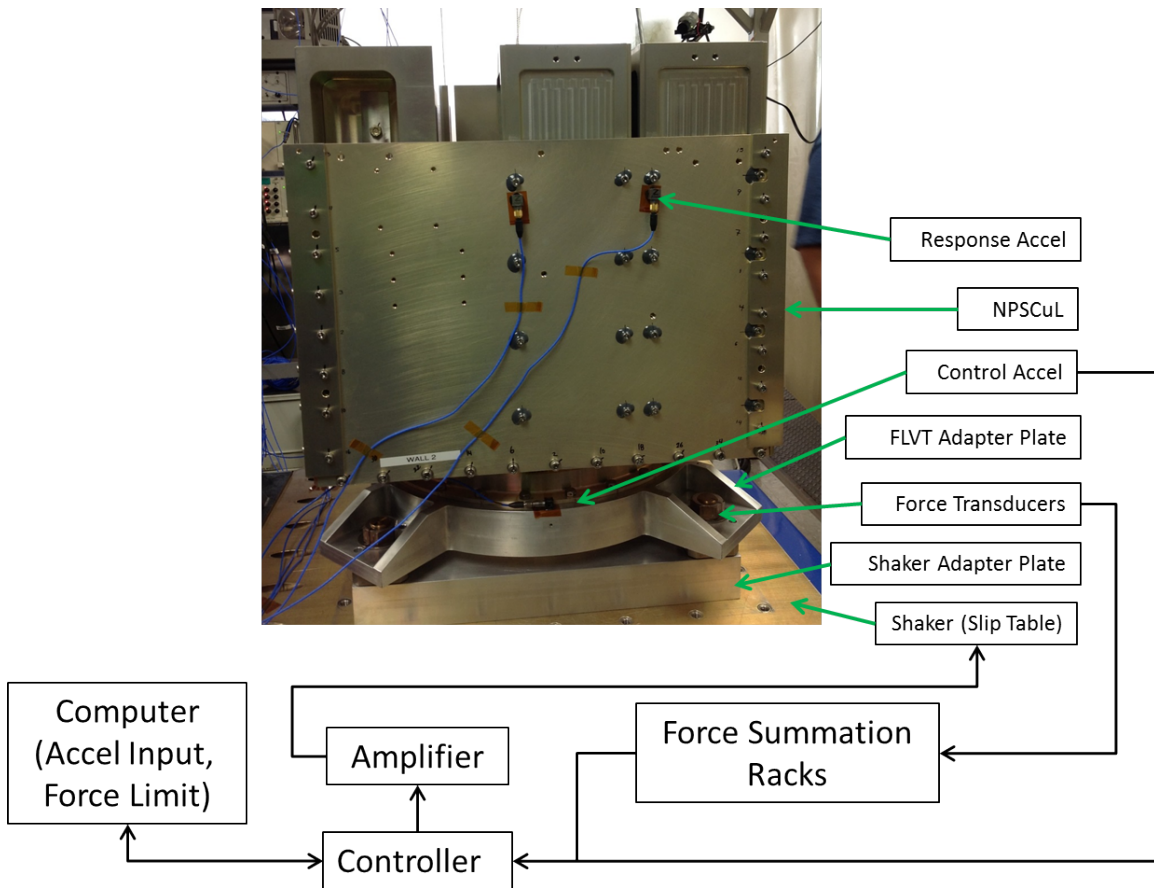 Response Accel
NPSCuL
Control Accel
FLVT Adapter Plate
Force Transducers
Shaker Adapter Plate
Shaker (Slip Table)
WALL 2
Computer
(Accel Input,
Force Limit)
Amplifier
Force Summation
Racks
Controller